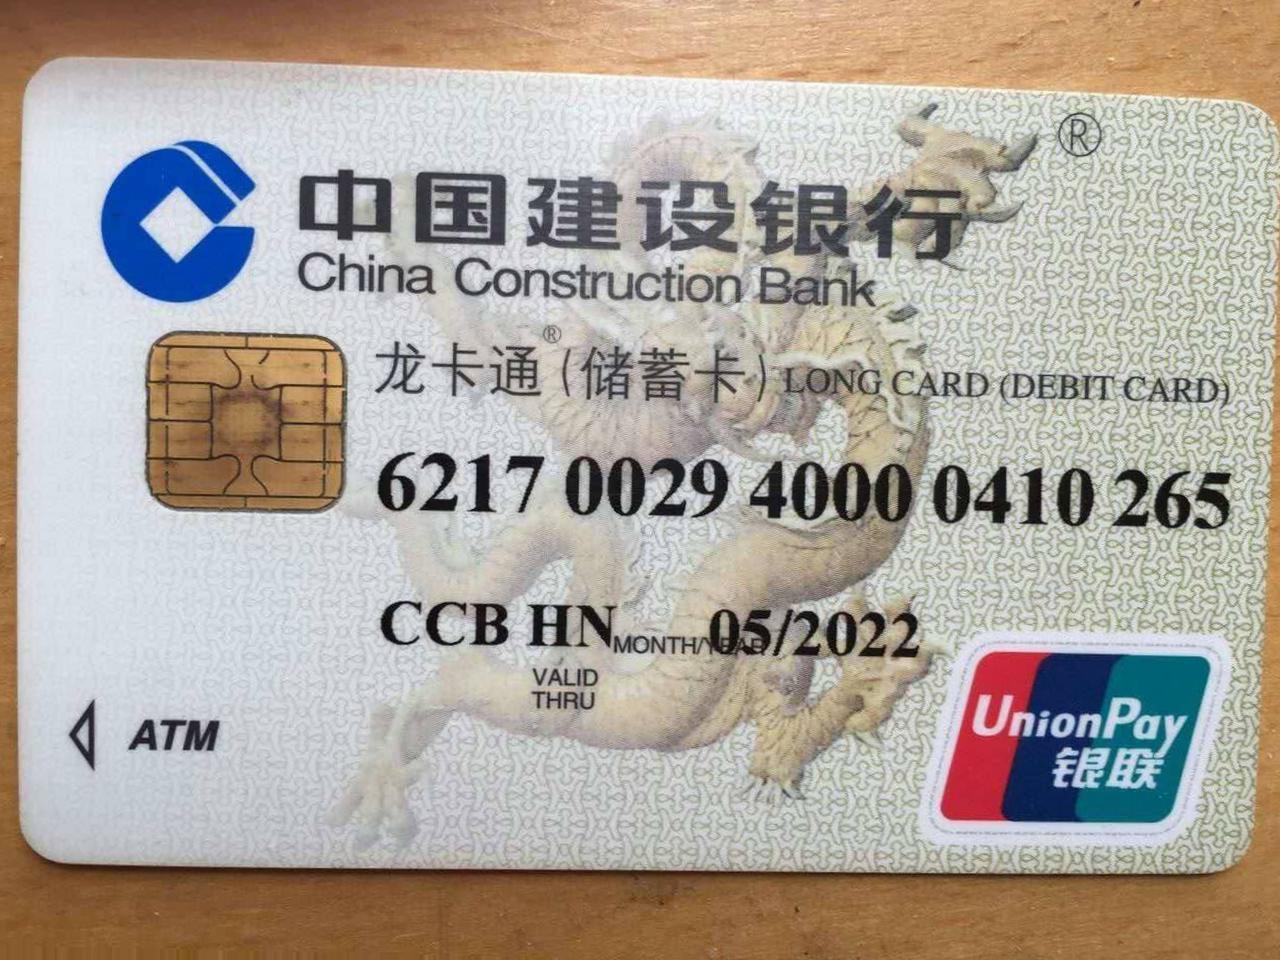 ®
中国建设银行
China Construction Bank
龙卡通®(储蓄卡) LONG CARD (DEBIT CARD)
6217 0029 4000 0410 265
CCB HN MONTH/YEAR 05/2022
VALID
THRU
ATM
UnionPay
银联